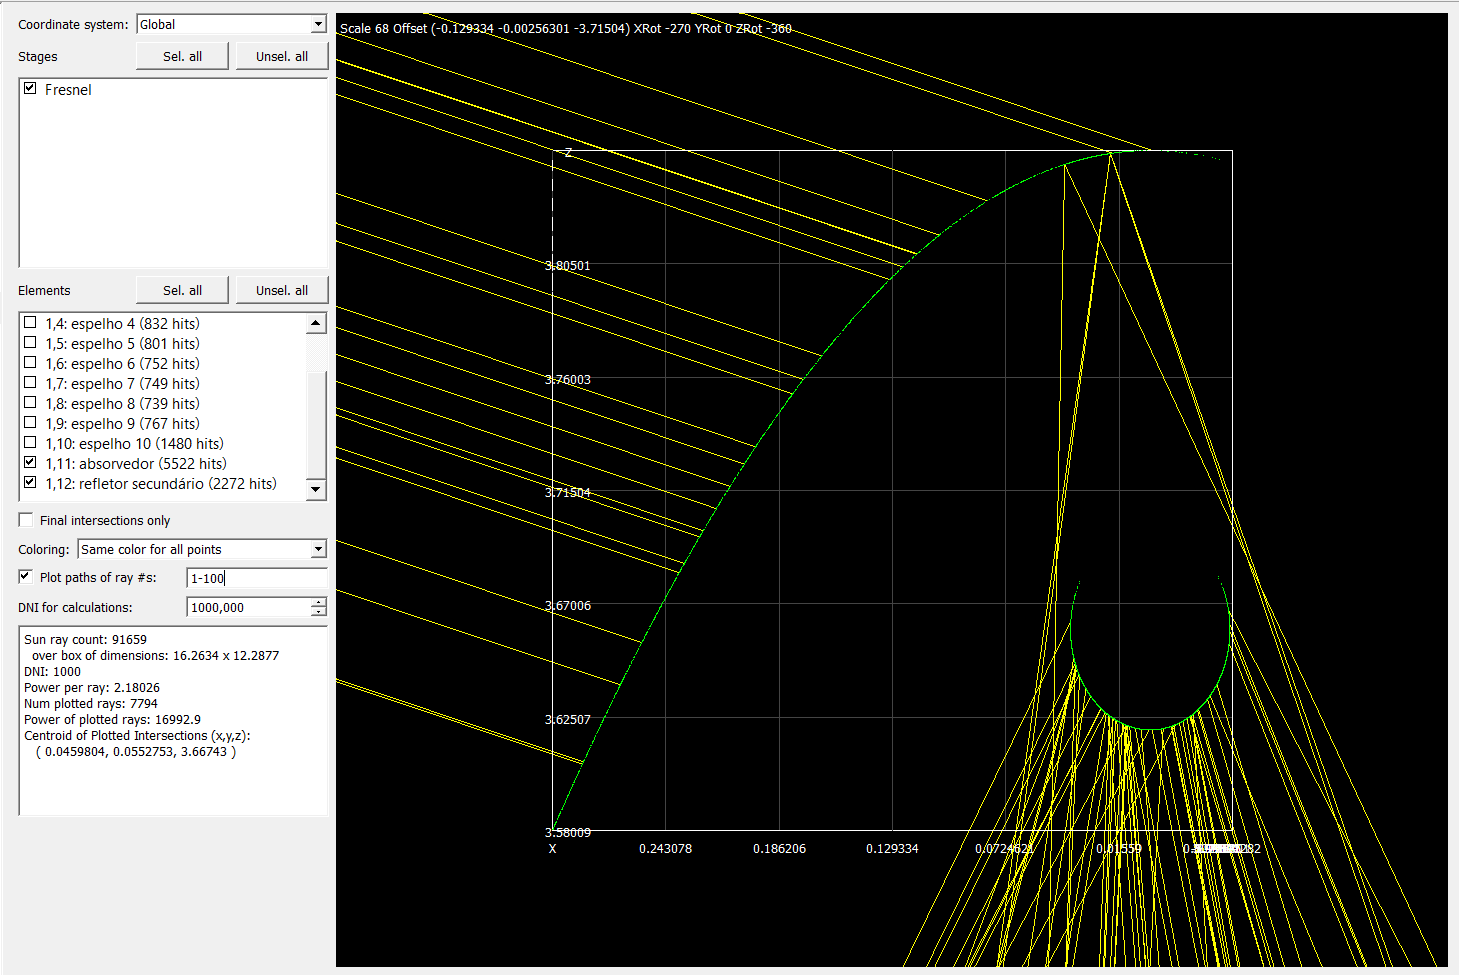 Coordinate system: Global
Stages Sel. all Unsel. all
Fresnel
Elements Sel. all Unsel. all
1,4: espelho 4 (832 hits)
1,5: espelho 5 (801 hits)
1,6: espelho 6 (752 hits)
1,7: espelho 7 (749 hits)
1,8: espelho 8 (739 hits)
1,9: espelho 9 (767 hits)
1,10: espelho 10 (1480 hits)
1,11: absorvedor (5522 hits)
1,12: refletor secundário (2272 hits)
Final intersections only
Coloring: Same color for all points
Plot paths of ray #s: 1-100
DNI for calculations: 1000,000
Sun ray count: 91659
over box of dimensions: 16.2634 x 12.2877
DNI: 1000
Power per ray: 2.18026
Num plotted rays: 7794
Power of plotted rays: 16992.9
Centroid of Plotted Intersections (x,y,z):
( 0.0459804, 0.0552753, 3.66743 )
Scale 68 Offset (-0.129334 -0.00256301 -3.71504) XRot -270 YRot 0 ZRot -360
Z
3.80501
3.76003
3.71504
3.67006
3.62507
3.58009
X 0.243078 0.186206 0.129334 0.0724621 0.01559